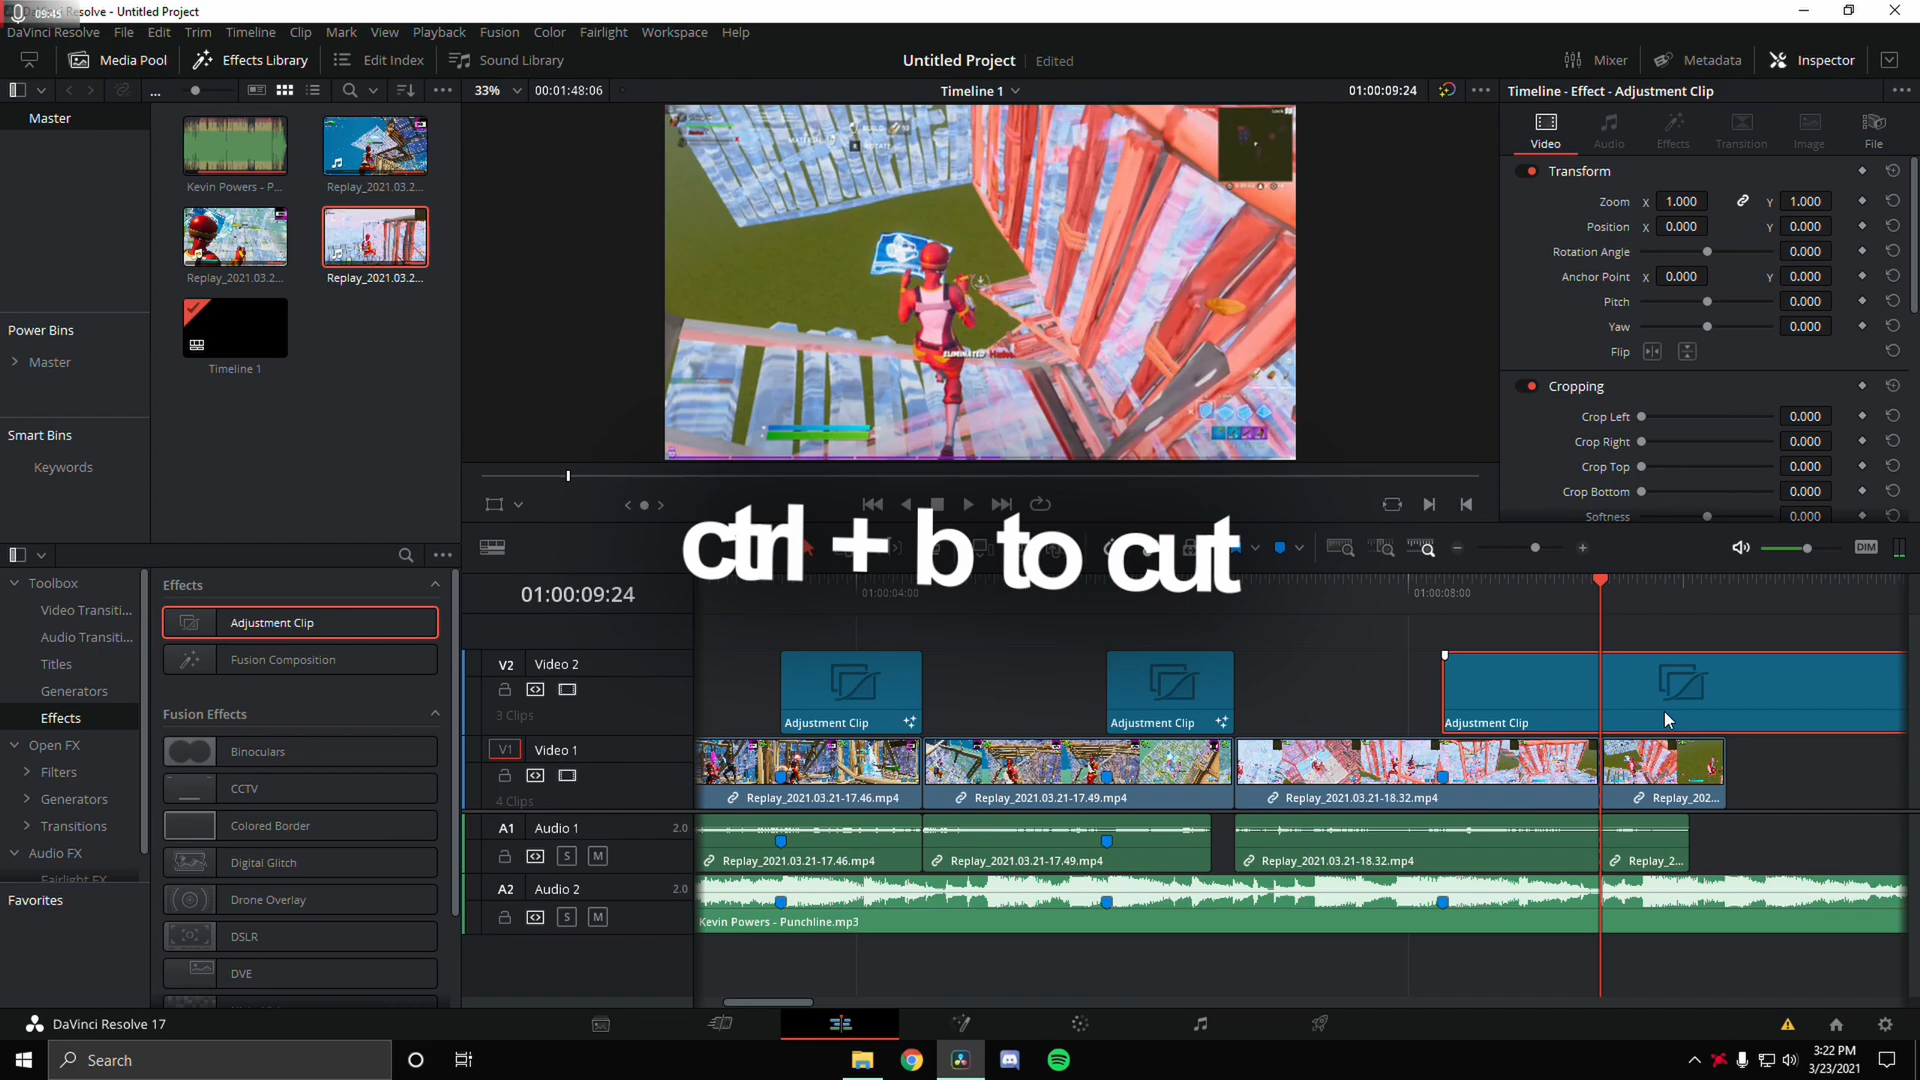 09:45
Resolve - Untitled Project
DaVinci Resolve File Edit Trim Timeline Clip Mark View Playback Fusion Color Fairlight Workspace Help
Media Pool Effects Library Edit Index Sound Library Untitled Project Edited Mixer Metadata Inspector
... 33% 00:01:48:06 Timeline 1 01:00:09:24 Timeline - Effect - Adjustment Clip
Master
Kevin Powers - P... Replay_2021.03.2...
Replay_2021.03.2... Replay_2021.03.2...
Timeline 1
Power Bins
Master
Smart Bins
Keywords
ELIMINATED
Video Audio Effects Transition Image File
Transform
Zoom X 1.000 Y 1.000
Position X 0.000 Y 0.000
Rotation Angle 0.000
Anchor Point X 0.000 Y 0.000
Pitch 0.000
Yaw 0.000
Flip
Cropping
Crop Left 0.000
Crop Right 0.000
Crop Top 0.000
Crop Bottom 0.000
Softness 0.000
ctrl + b to cut
DIM
Toolbox
Video Transiti...
Audio Transiti...
Titles
Generators
Effects
Open FX
Filters
Generators
Transitions
Audio FX
Fairlight FX
Favorites
Effects
Adjustment Clip
Fusion Composition
Fusion Effects
Binoculars
CCTV
Colored Border
Digital Glitch
Drone Overlay
DSLR
DVE
01:00:09:24 01:00:04:00 01:00:08:00
V2 Video 2
3 Clips
Adjustment Clip Adjustment Clip Adjustment Clip
V1 Video 1
4 Clips
Replay_2021.03.21-17.46.mp4 Replay_2021.03.21-17.49.mp4 Replay_2021.03.21-18.32.mp4 Replay_202...
A1 Audio 1 2.0
S M
Replay_2021.03.21-17.46.mp4 Replay_2021.03.21-17.49.mp4 Replay_2021.03.21-18.32.mp4 Replay_2...
A2 Audio 2 2.0
S M
Kevin Powers - Punchline.mp3
DaVinci Resolve 17
Search
3:22 PM
3/23/2021